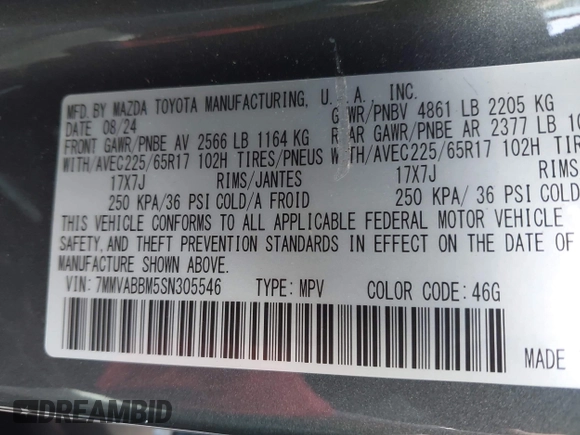 MFD. BY MAZDA TOYOTA MANUFACTURING, U. S. A. INC.
DATE 08/24 GVWR/PNBV 4861 LB 2205 KG
FRONT GAWR/PNBE AV 2566 LB 1164 KG REAR GAWR/PNBE AR 2377 LB
WITH/AVEC225/65R17 102H TIRES/PNEUS WITH/AVEC225/65R17 102H
17X7J RIMS/JANTES 17X7J
250 KPA/36 PSI COLD/A FROID 250 KPA/ 36 PSI COLD/
THIS VEHICLE CONFORMS TO ALL APPLICABLE FEDERAL MOTOR VEHICLE
SAFETY, AND THEFT PREVENTION STANDARDS IN EFFECT ON THE DATE OF
MANUFACTURE SHOWN ABOVE.
VIN: 7MMVABBM5SN305546 TYPE: MPV COLOR CODE: 46G
MADE
DREAMBID